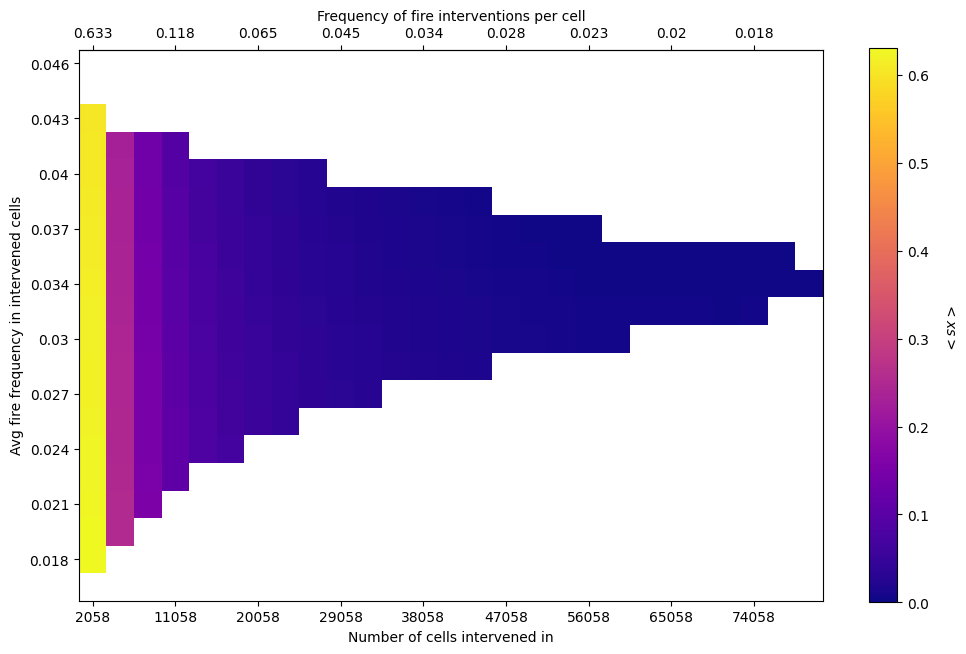 Frequency of fire interventions per cell
0.633 0.118 0.065 0.045 0.034 0.028 0.023 0.02 0.018
0.046
0.043
0.04
0.037
0.034
0.03
0.027
0.024
0.021
0.018
Avg fire frequency in intervened cells
2058 11058 20058 29058 38058 47058 56058 65058 74058
Number of cells intervened in
0.6
0.5
0.4
0.3
0.2
0.1
0.0
< sx >